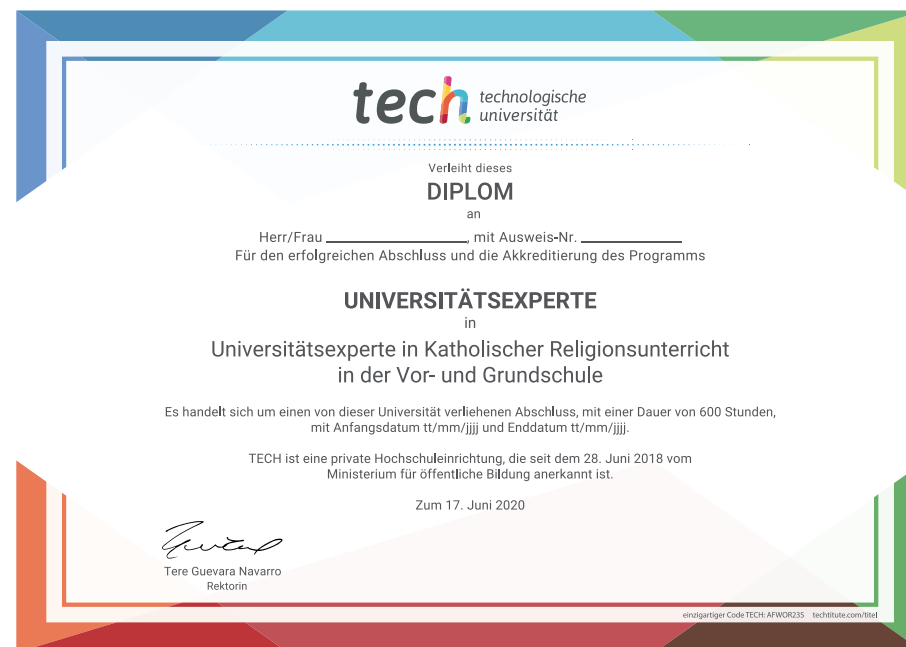 tech technologische
universität
Verleiht dieses
DIPLOM
an
Herr/Frau ____________, mit Ausweis-Nr. ____________
Für den erfolgreichen Abschluss und die Akkreditierung des Programms
UNIVERSITÄTSEXPERTE
in
Universitätsexperte in Katholischer Religionsunterricht
in der Vor- und Grundschule
Es handelt sich um einen von dieser Universität verliehenen Abschluss, mit einer Dauer von 600 Stunden,
mit Anfangsdatum tt/mm/jjjj und Enddatum tt/mm/jjjj.
TECH ist eine private Hochschuleinrichtung, die seit dem 28. Juni 2018 vom
Ministerium für öffentliche Bildung anerkannt ist.
Zum 17. Juni 2020
Tere Guevara Navarro
Rektorin
einzigartiger Code TECH: AFWOR23S techtitute.com/titel